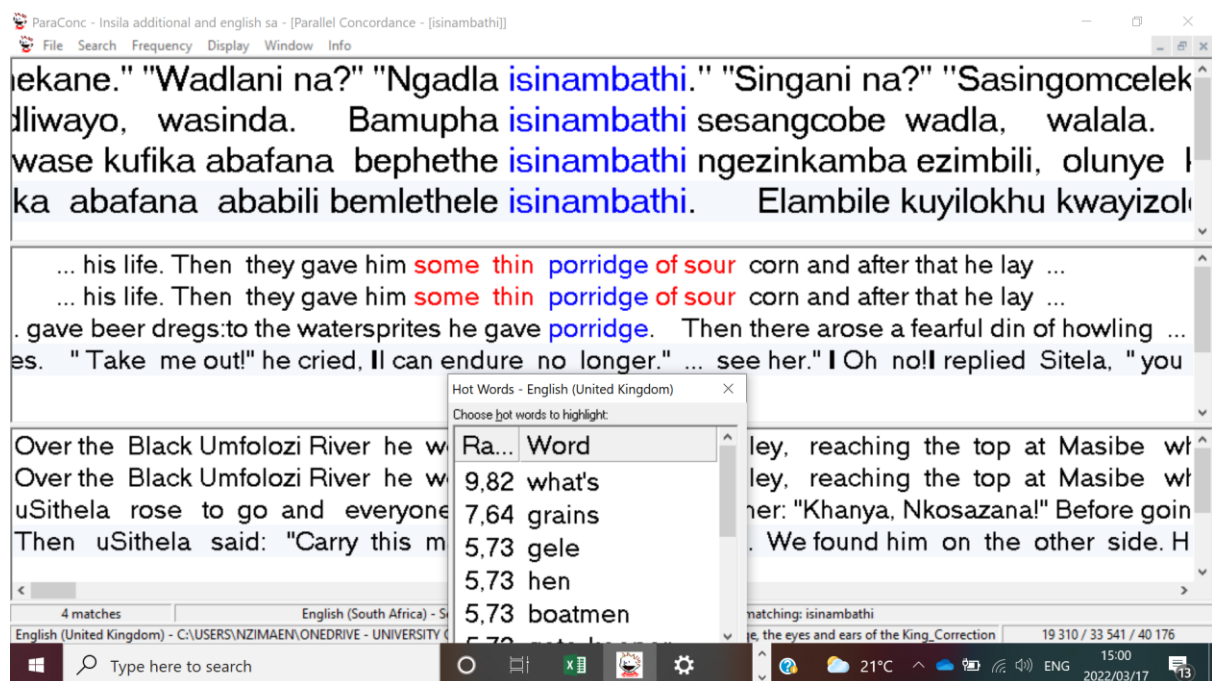 ParaConc - Insila additional and english sa - [Parallel Concordance - [isinambathi]]
File Search Frequency Display Window Info
ekane." "Wadlani na?" "Ngadla isinambathi." "Singani na?" "Sasingomcelek
dliwayo, wasinda. Bamupha isinambathi sesangcobe wadla, walala.
wase kufika abafana bephethe isinambathi ngezinkamba ezimbili, olunye
ka abafana ababili bemlethele isinambathi. Elambile kuyilokhu kwayizol
... his life. Then they gave him some thin porridge of sour corn and after that he lay ...
... his life. Then they gave him some thin porridge of sour corn and after that he lay ...
. gave beer dregs:to the watersprites he gave porridge. Then there arose a fearful din of howling ...
es. " Take me out!" he cried, II can endure no longer." ... see her." I Oh no!I replied Sitela, " you
Hot Words - English (United Kingdom)
Choose hot words to highlight:
Ra... Word
9,82 what's
7,64 grains
5,73 gele
5,73 hen
5,73 boatmen
Over the Black Umfolozi River he w ley, reaching the top at Masibe wh
Over the Black Umfolozi River he w ley, reaching the top at Masibe wh
uSithela rose to go and everyone her: "Khanya, Nkosazana!" Before goin
Then uSithela said: "Carry this m . We found him on the other side. H
4 matches English (South Africa) - S matching: isinambathi
English (United Kingdom) - C:\USERS\NZIMAEN\ONEDRIVE - UNIVERSITY the eyes and ears of the King_Correction 19 310 / 33 541 / 40 176
Type here to search 21°C ENG 15:00
2022/03/17
13